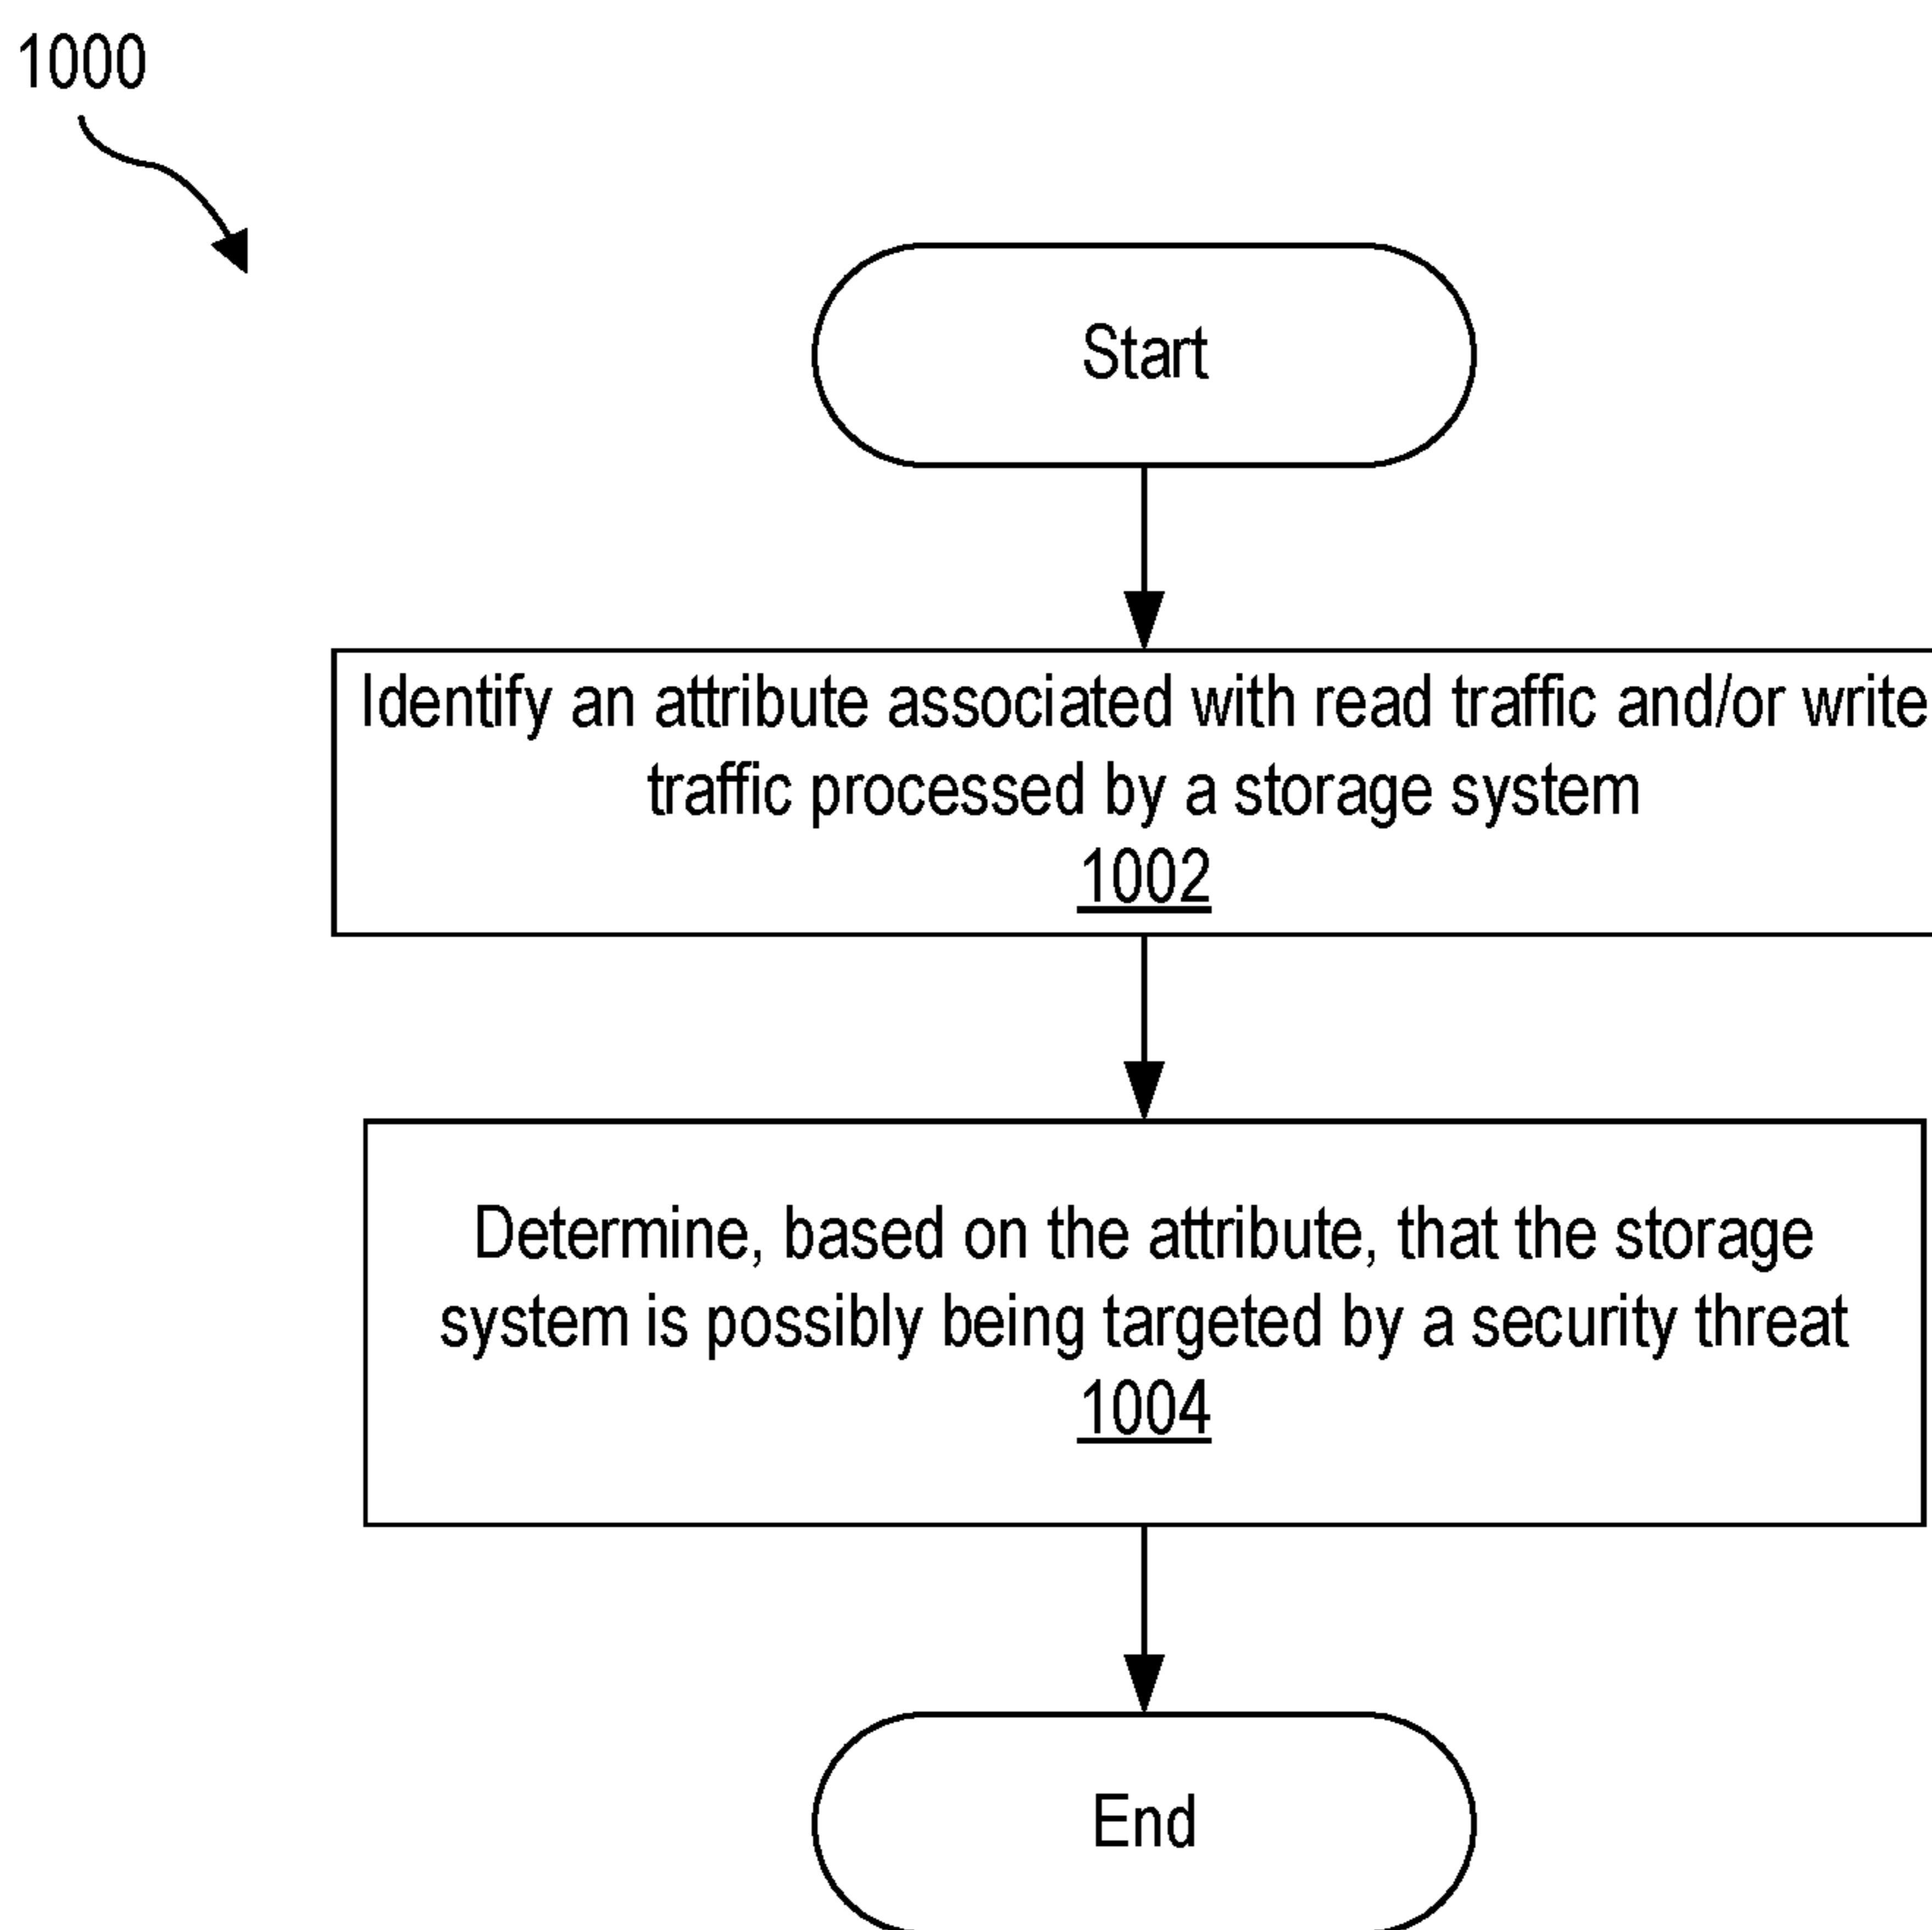 1000
Start
Identify an attribute associated with read traffic and/or write
traffic processed by a storage system
1002
Determine, based on the attribute, that the storage
system is possibly being targeted by a security threat
1004
End